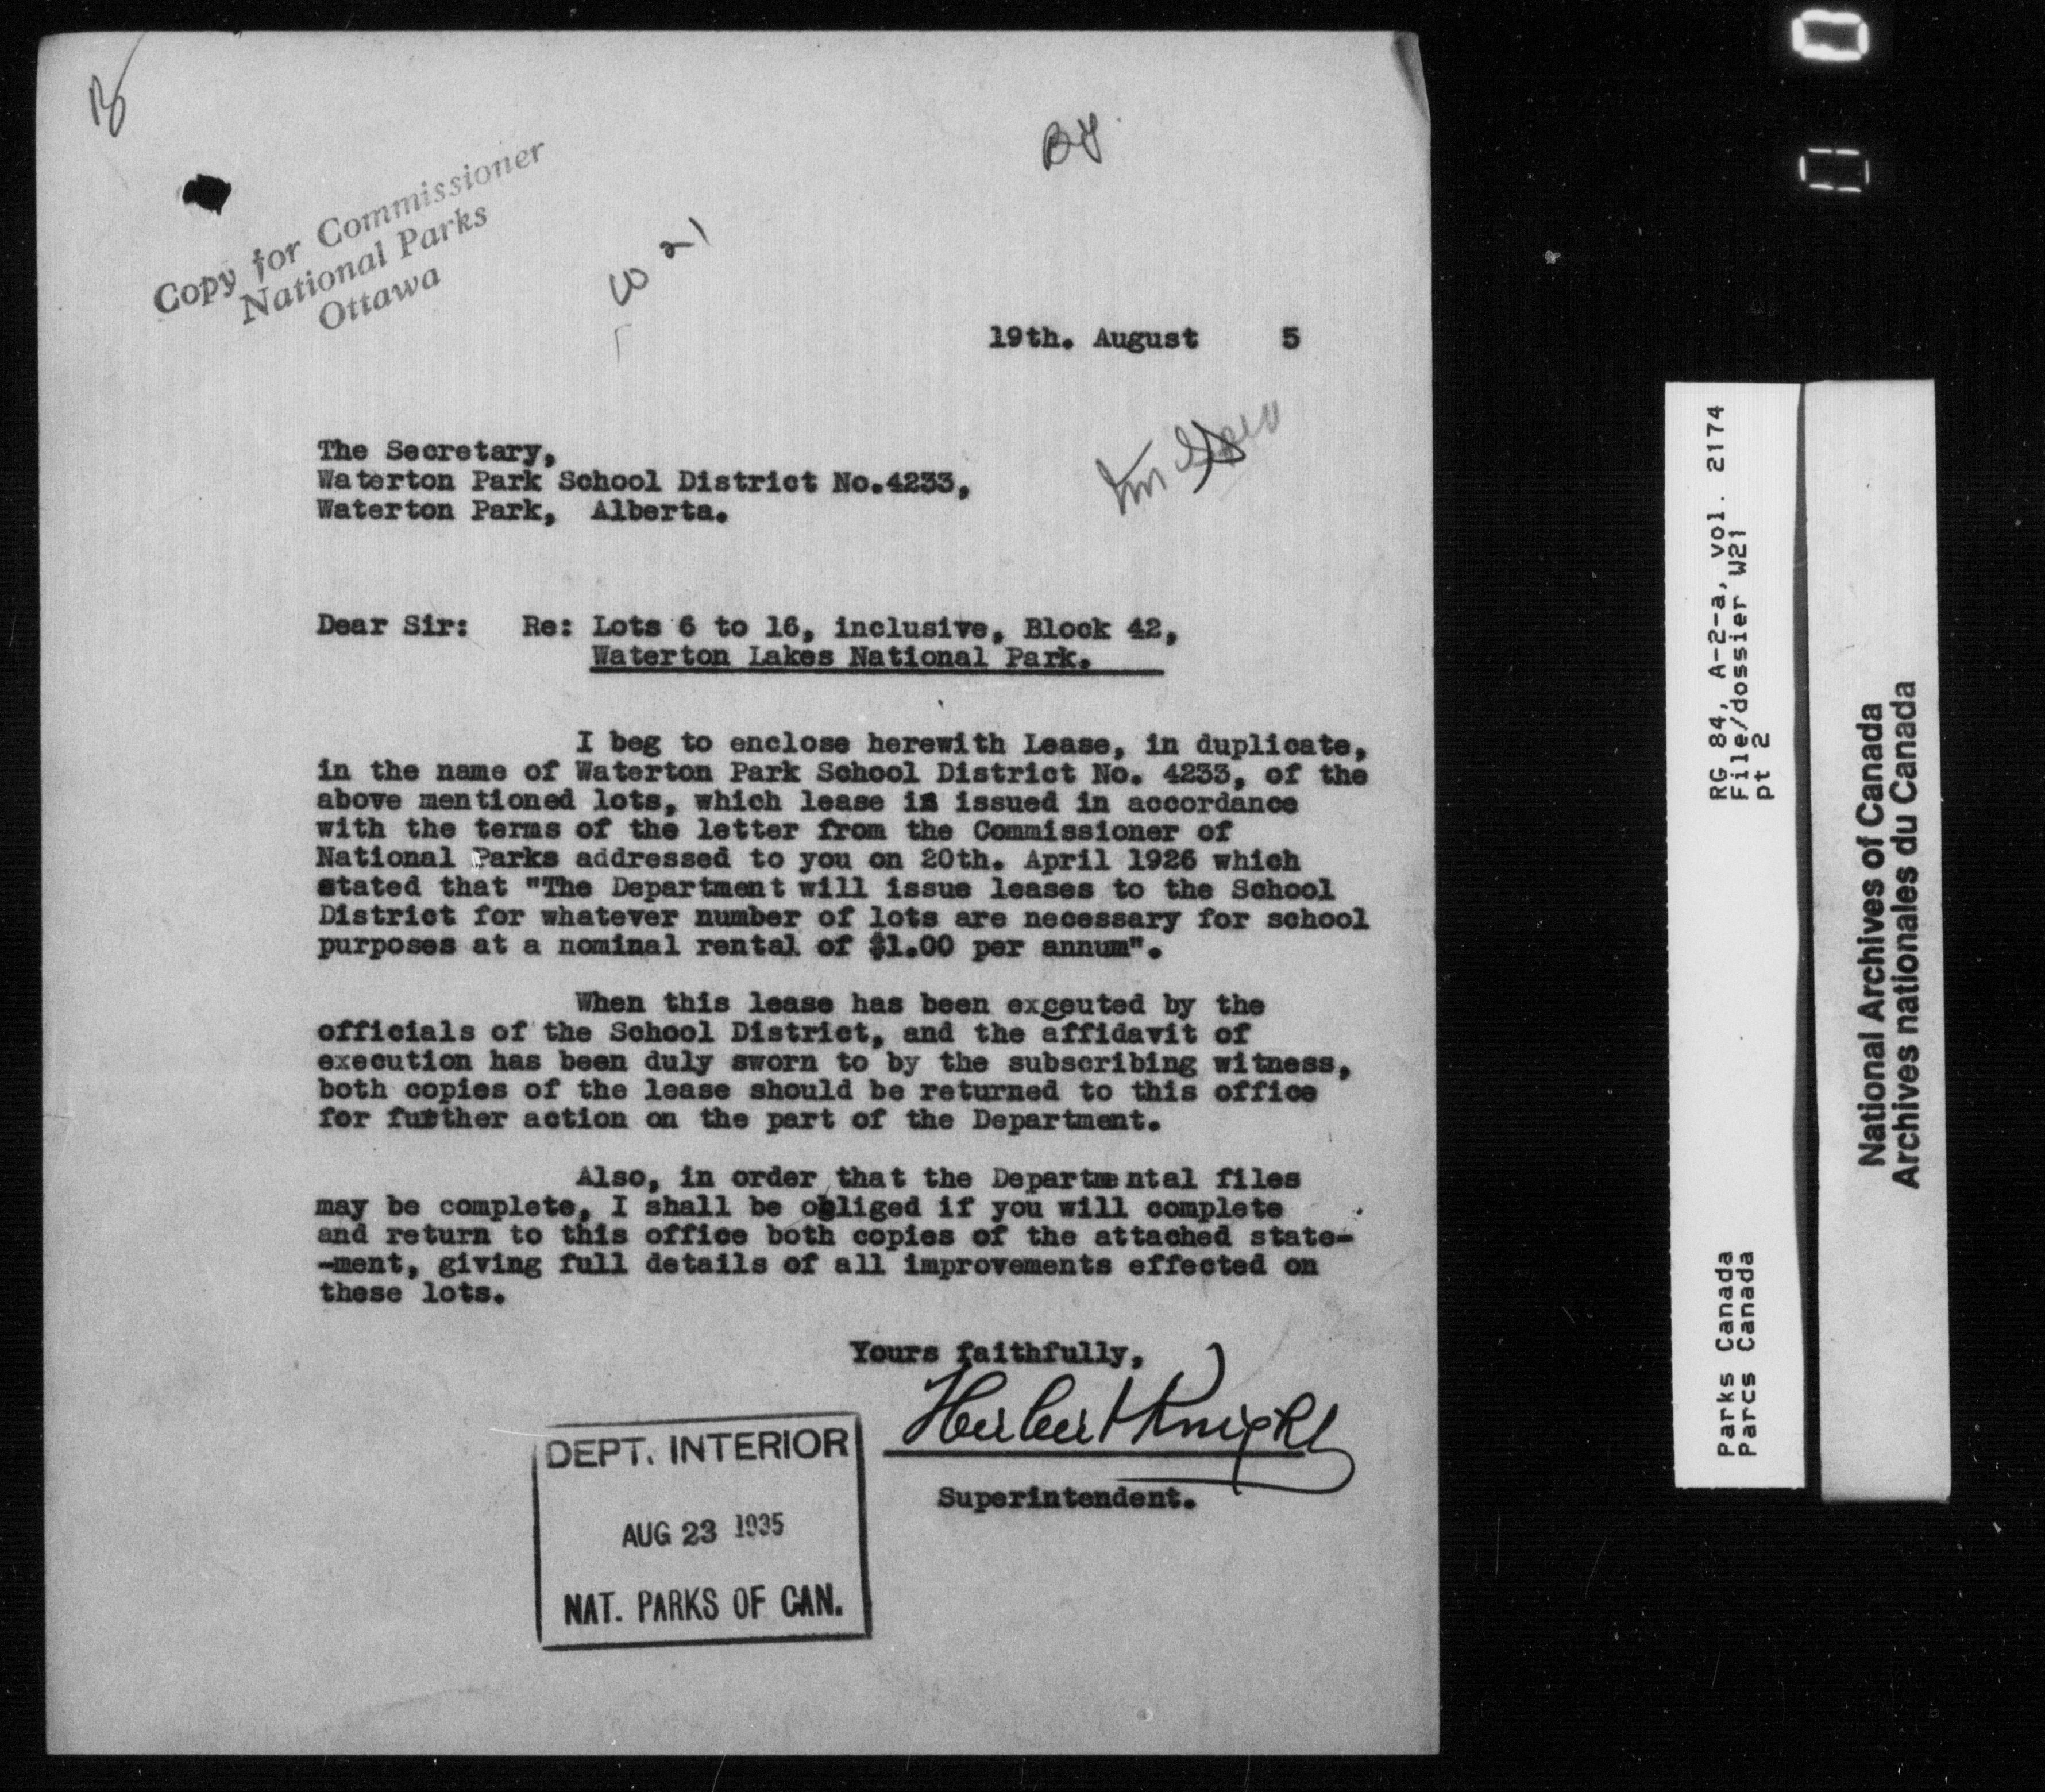 B
By
Copy for Commissioner
National Parks
Ottawa
W 21
19th. August 5
The Secretary,
Waterton Park School District No.4233,
Waterton Park, Alberta.
Dear Sir: Re: Lots 6 to 16, inclusive, Block 42,
Waterton Lakes National Park.
I beg to enclose herewith Lease, in duplicate,
in the name of Waterton Park School District No. 4233, of the
above mentioned lots, which lease is issued in accordance
with the terms of the letter from the Commissioner of
National Parks addressed to you on 20th. April 1926 which
stated that "The Department will issue leases to the School
District for whatever number of lots are necessary for school
purposes at a nominal rental of $1.00 per annum".
When this lease has been exceuted by the
officials of the School District, and the affidavit of
execution has been duly sworn to by the subscribing witness,
both copies of the lease should be returned to this office
for further action on the part of the Department.
Also, in order that the Departmental files
may be complete, I shall be obliged if you will complete
and return to this office both copies of the attached state-
-ment, giving full details of all improvements effected on
these lots.
Yours faithfully,
Herbert Knight
Superintendent.
DEPT. INTERIOR
AUG 23 1935
NAT. PARKS OF CAN.
RG 84, A-2-a, vol. 2174
File/dossier W21
pt 2
Parks Canada
Parcs Canada
National Archives of Canada
Archives nationales du Canada